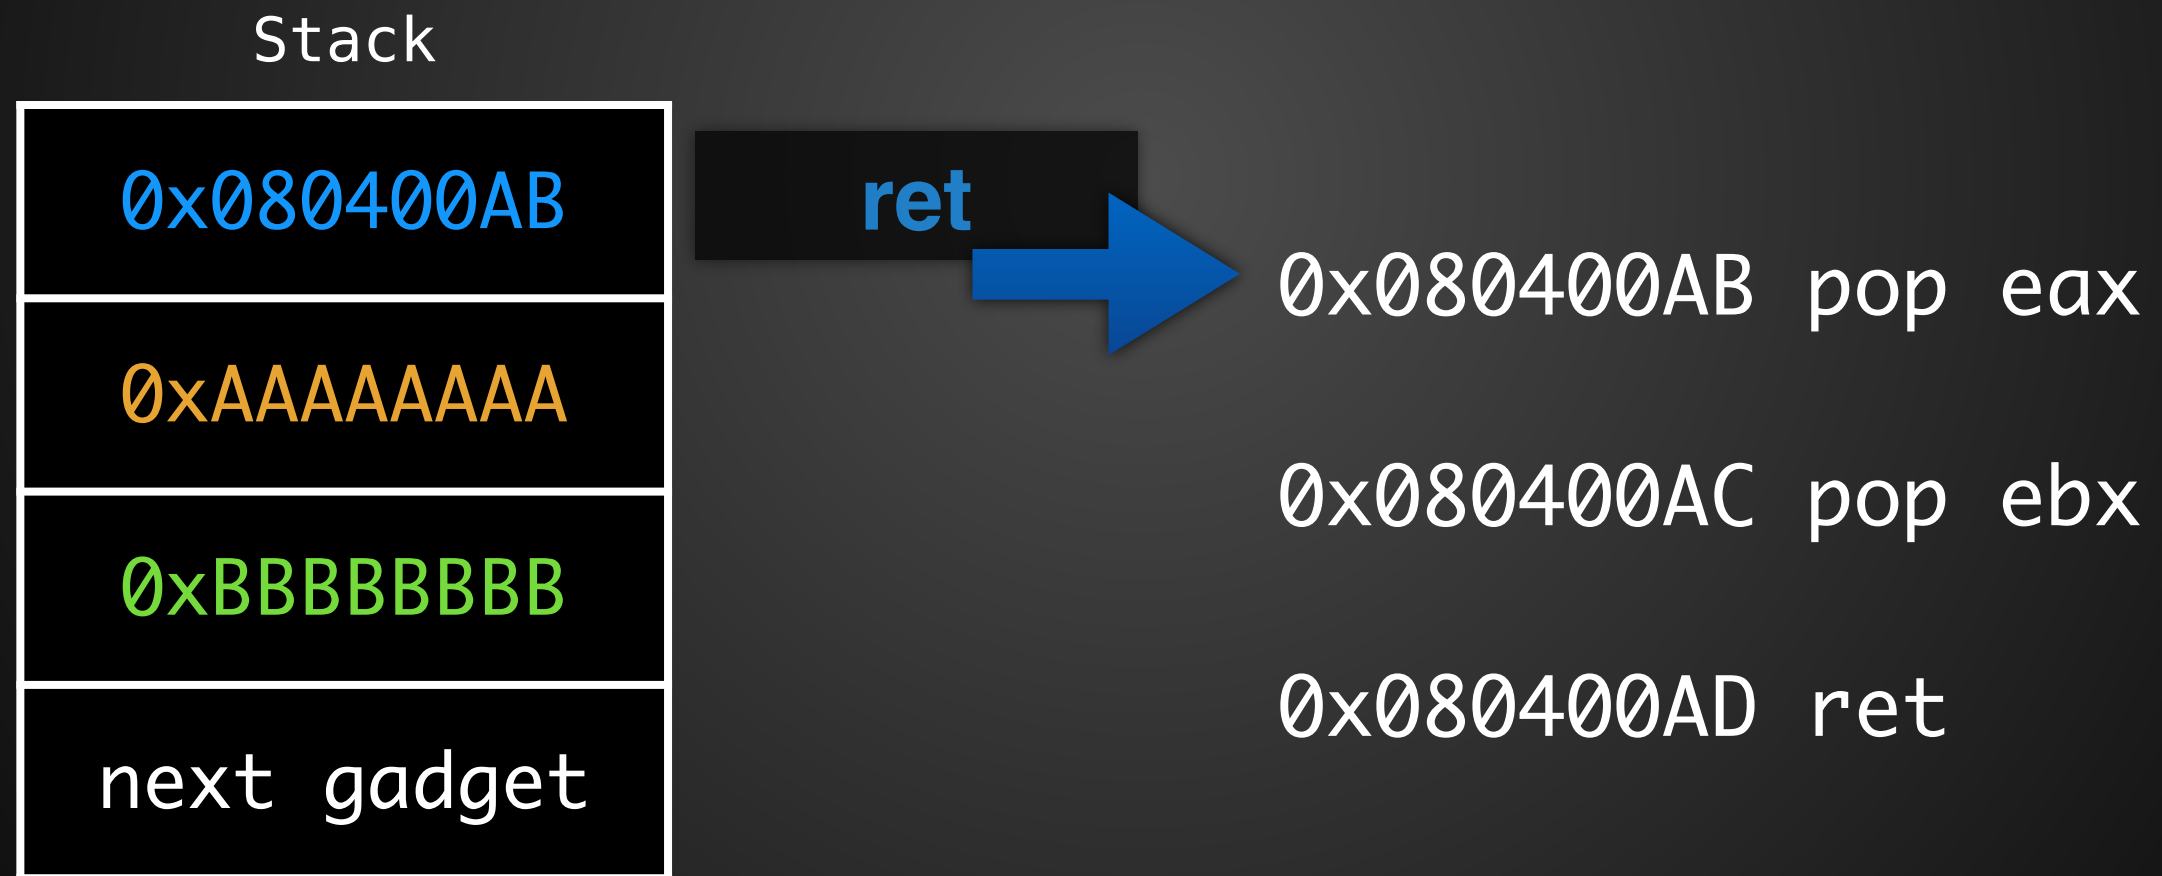 Stack
0x080400AB
ret
0xAAAAAAAA
0xBBBBBBBB
next gadget
0x080400AB pop eax
0x080400AC pop ebx
0x080400AD ret